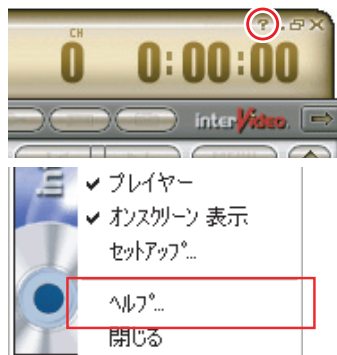 ?
CH
0 0:00:00
interVideo.
✔ プレイヤー
✔ オンスクリーン 表示
セットアップ...
ヘルプ...
閉じる